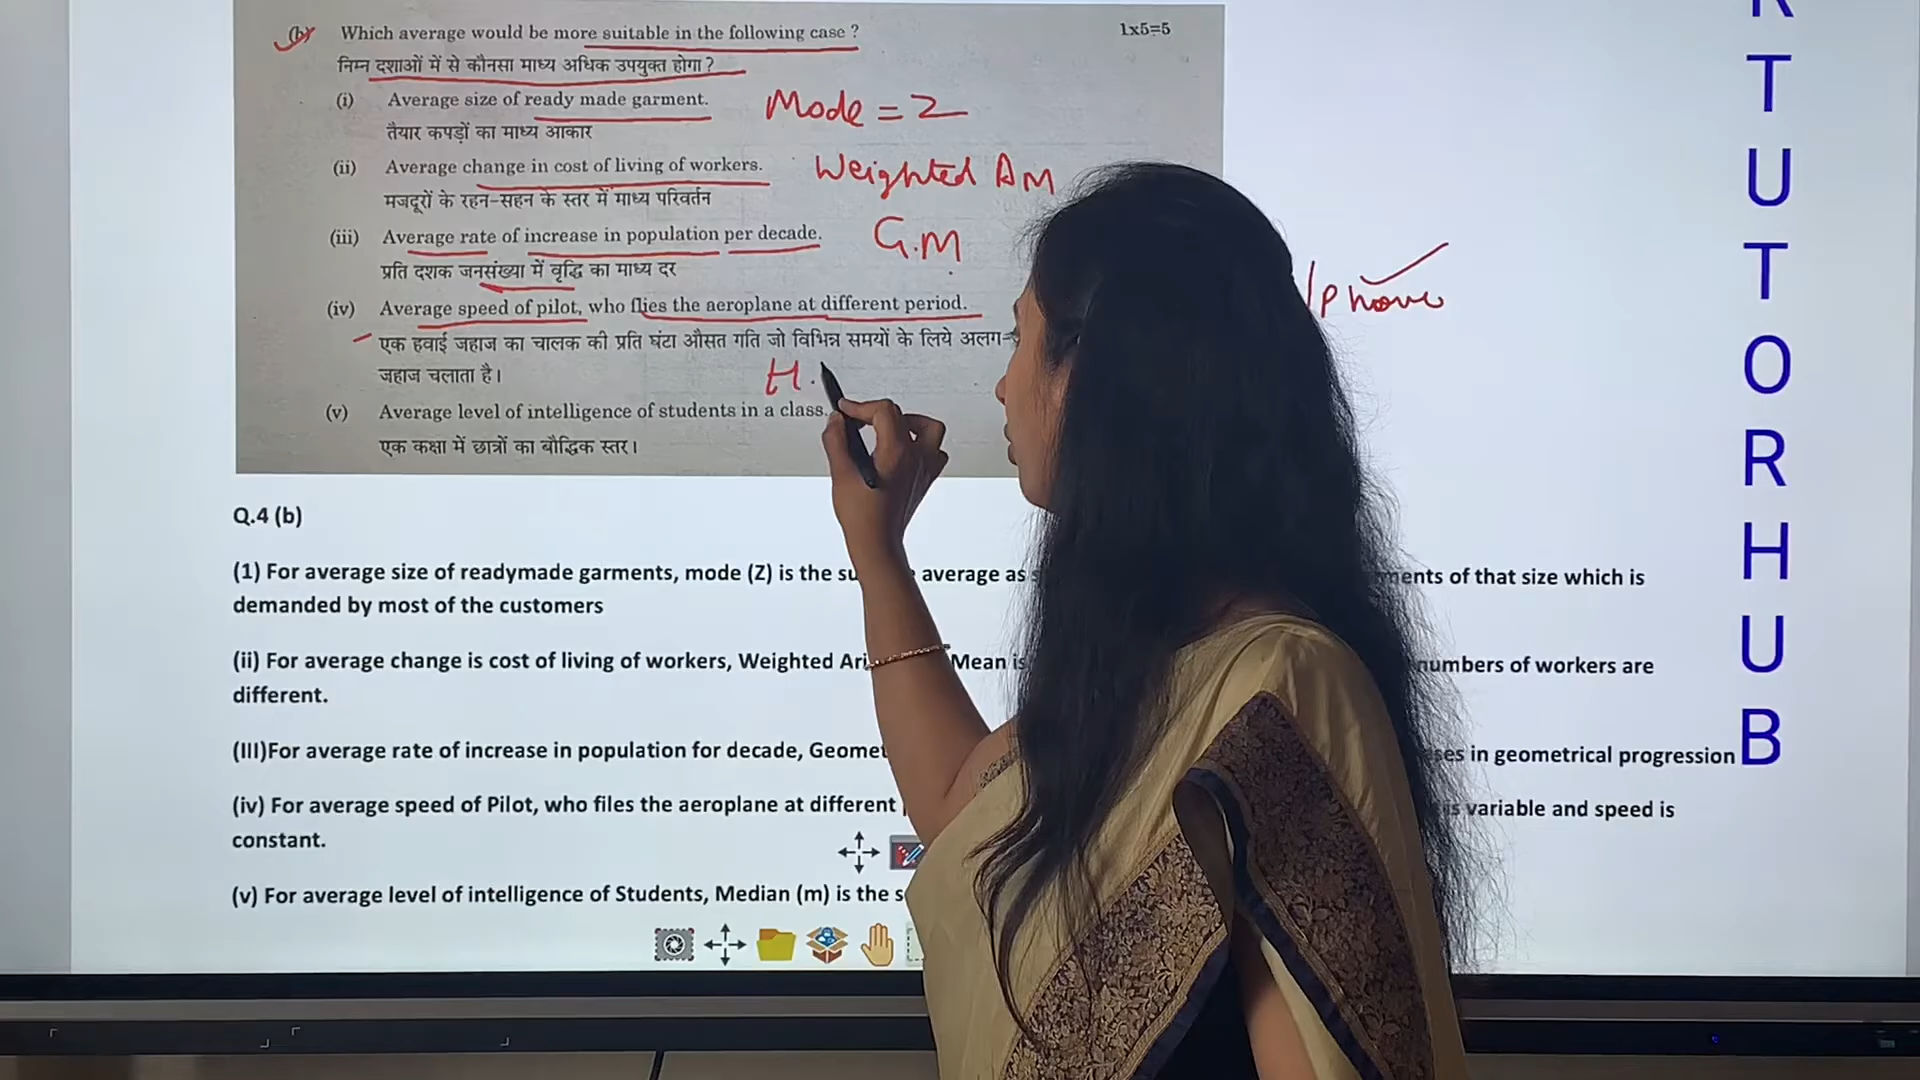 (b) Which average would be more suitable in the following case ? 1x5=5
निम्न दशाओं में से कौनसा माध्य अधिक उपयुक्त होगा ?
(i) Average size of ready made garment. Mode = Z
तैयार कपड़ों का माध्य आकार
(ii) Average change in cost of living of workers. Weighted AM
मजदूरों के रहन-सहन के स्तर में माध्य परिवर्तन
(iii) Average rate of increase in population per decade. G.M
प्रति दशक जनसंख्या में वृद्धि का माध्य दर
(iv) Average speed of pilot, who flies the aeroplane at different period.
एक हवाई जहाज का चालक की प्रति घंटा औसत गति जो विभिन्न समयों के लिये अलग-
जहाज चलाता है। H.
(v) Average level of intelligence of students in a class.
एक कक्षा में छात्रों का बौद्धिक स्तर।
Q.4 (b)
(1) For average size of readymade garments, mode (Z) is the average as of that size which is
demanded by most of the customers
(ii) For average change is cost of living of workers, Weighted Mean numbers of workers are
different.
(III)For average rate of increase in population for decade, in geometrical progression
(iv) For average speed of Pilot, who files the aeroplane at different variable and speed is
constant.
(v) For average level of intelligence of Students, Median (m) is the
R
T
U
T
O
R
H
U
B